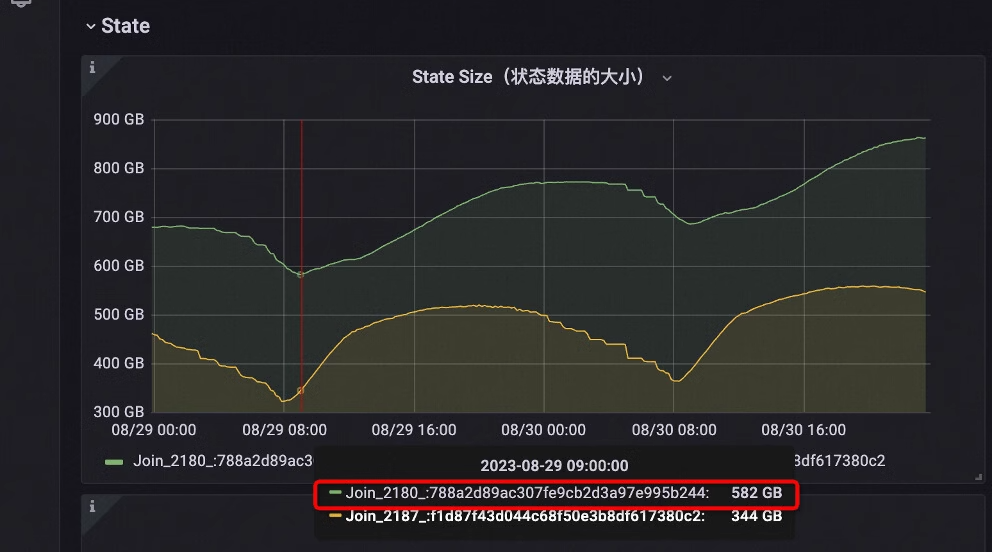 State
State Size（状态数据的大小）
900 GB
800 GB
700 GB
600 GB
500 GB
400 GB
300 GB
08/29 00:00 08/29 08:00 08/29 16:00 08/30 00:00 08/30 08:00 08/30 16:00
Join_2180_:788a2d89ac3 8df617380c2
2023-08-29 09:00:00
Join_2180_:788a2d89ac307fe9cb2d3a97e995b244: 582 GB
Join_2187_:f1d87f43d044c68f50e3b8df617380c2: 344 GB